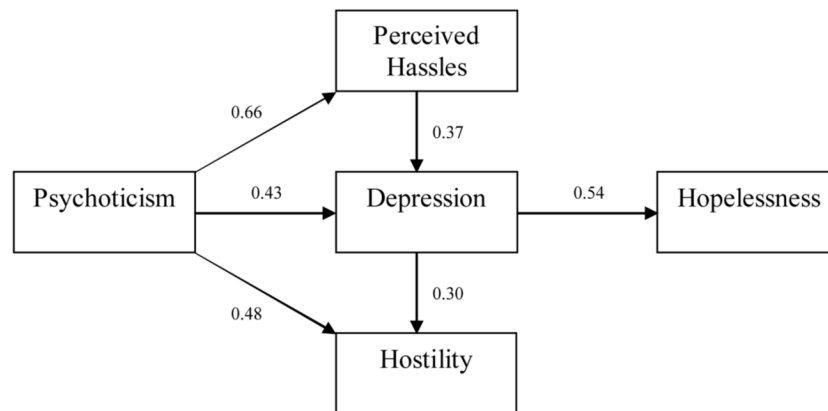 Perceived
Hassles
0.66
0.37
Psychoticism
0.43
Depression
0.54
Hopelessness
0.48
0.30
Hostility